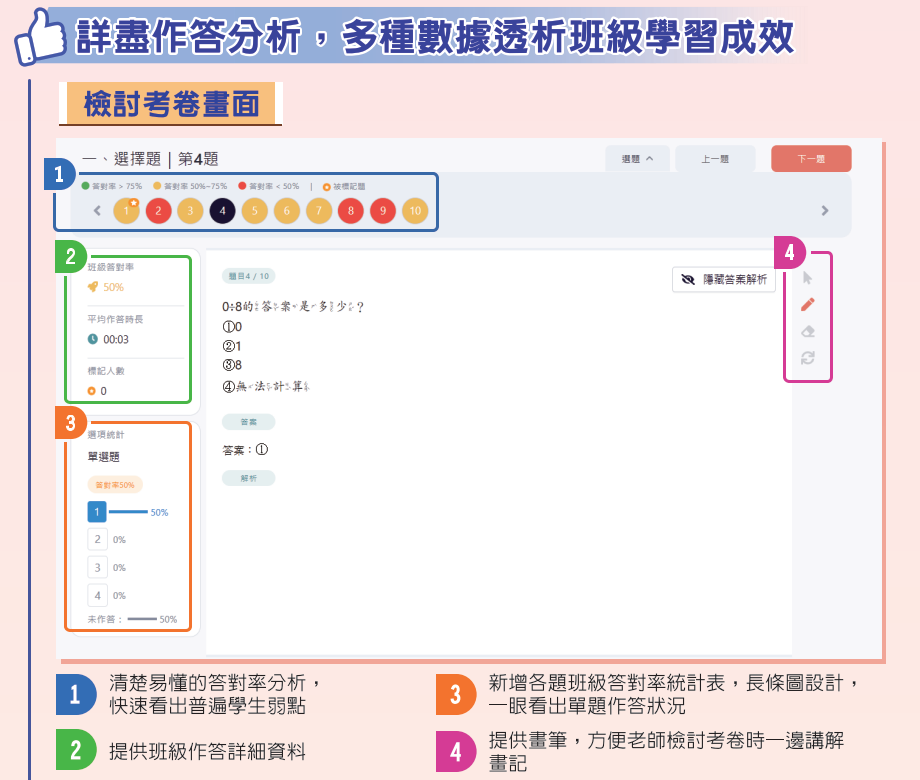 詳盡作答分析，多種數據透析班級學習成效
檢討考卷畫面
一、選擇題 | 第4題
選題
上一題
下一題
1
答對率 > 75% 答對率 50%~75% 答對率 < 50% | 被標記題
1 2 3 4 5 6 7 8 9 10
2
班級答對率
50%
平均作答時長
00:03
標記人數
0
3
選項統計
單選題
答對率50%
1 50%
2 0%
3 0%
4 0%
未作答： 50%
題目4 / 10
隱藏答案解析
0÷8的答案是多少？
①0
②1
③8
④無法計算
答案
答案：①
解析
4
1 清楚易懂的答對率分析，
快速看出普遍學生弱點
2 提供班級作答詳細資料
3 新增各題班級答對率統計表，長條圖設計，
一眼看出單題作答狀況
4 提供畫筆，方便老師檢討考卷時一邊講解
畫記